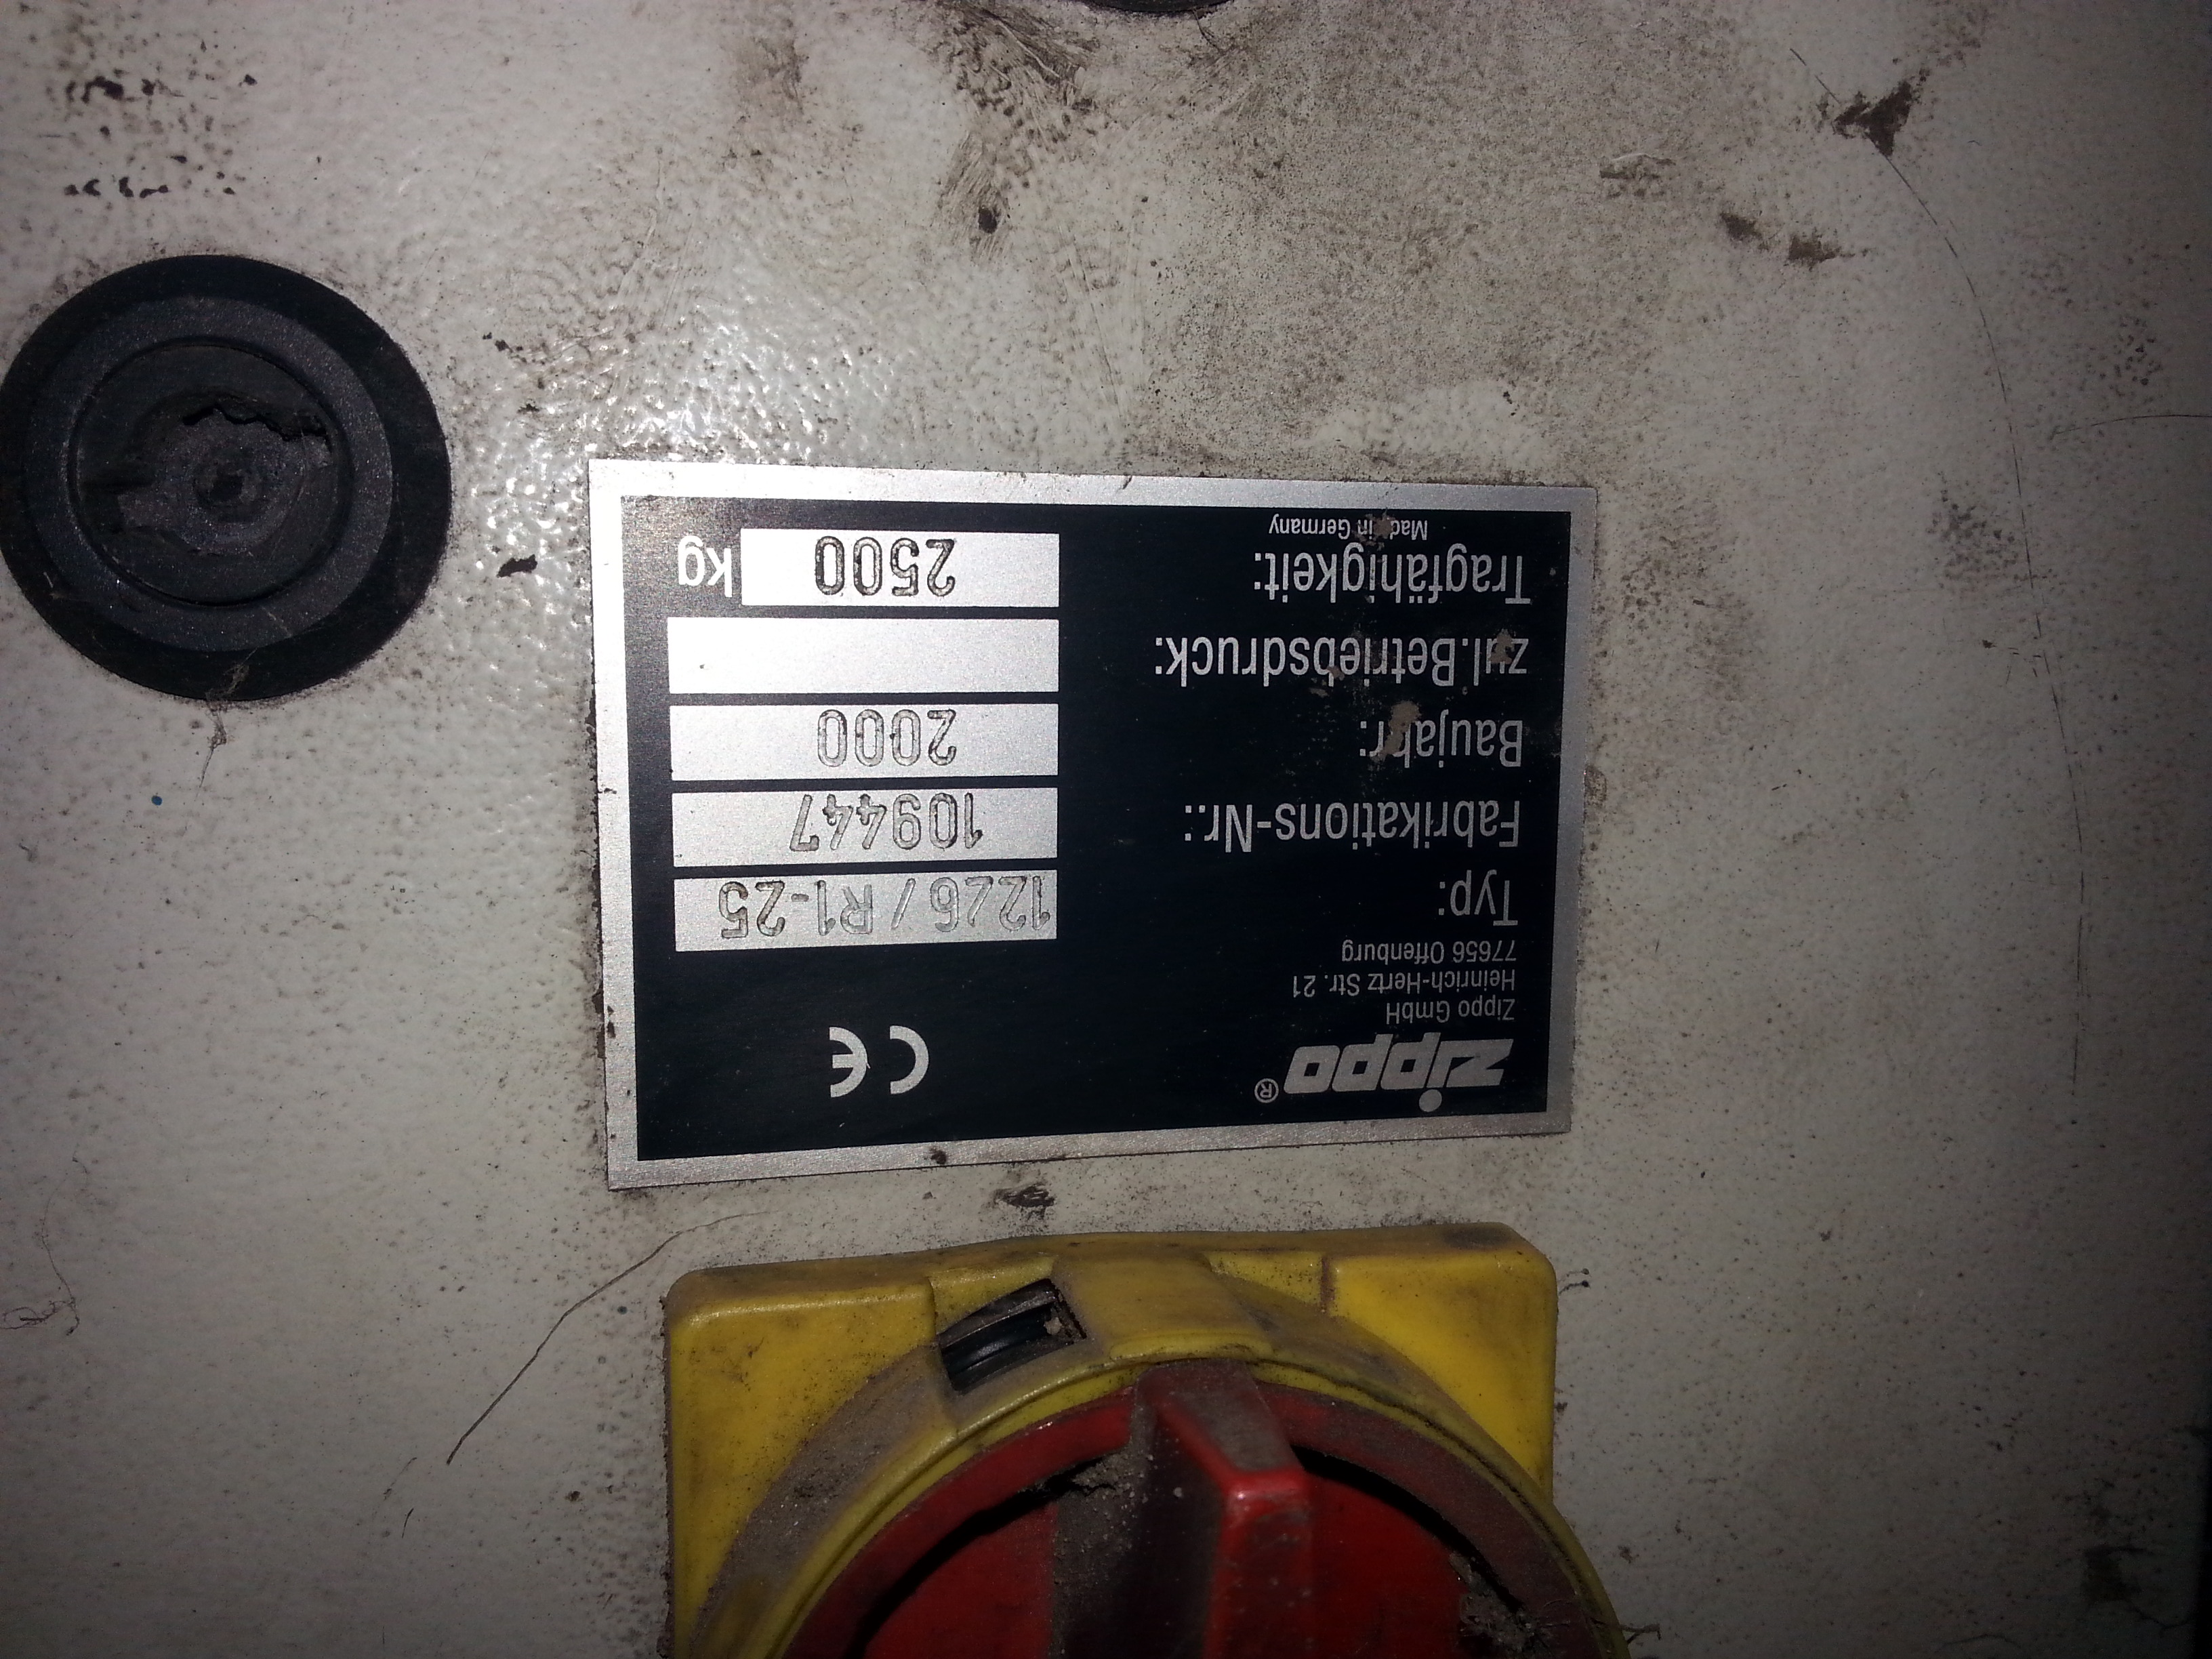 zippo®
CE
Zippo GmbH
Heinrich-Hertz Str. 21
77656 Offenburg
Typ: 1226/R1-25
Fabrikations-Nr.: 109447
Baujahr: 2000
zul.Betriebsdruck:
Tragfähigkeit: 2500 kg
Made in Germany